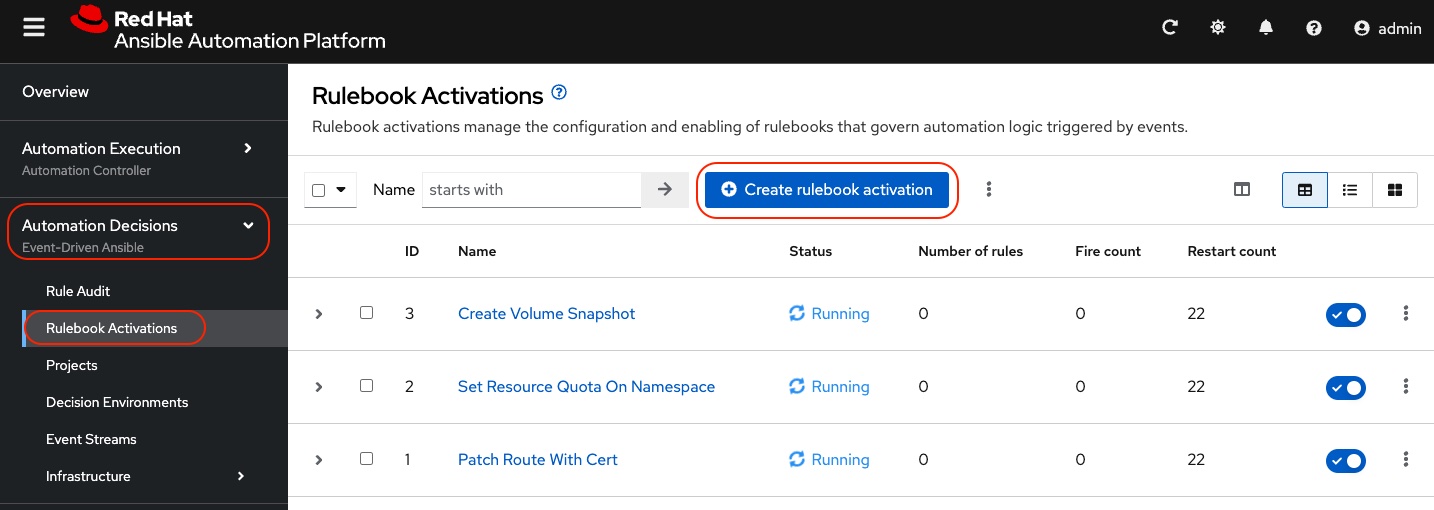 Red Hat
Ansible Automation Platform
admin
Overview
Automation Execution
Automation Controller
Automation Decisions
Event-Driven Ansible
Rule Audit
Rulebook Activations
Projects
Decision Environments
Event Streams
Infrastructure
Rulebook Activations
Rulebook activations manage the configuration and enabling of rulebooks that govern automation logic triggered by events.
Name starts with Create rulebook activation
ID Name Status Number of rules Fire count Restart count
3 Create Volume Snapshot Running 0 0 22
2 Set Resource Quota On Namespace Running 0 0 22
1 Patch Route With Cert Running 0 0 22